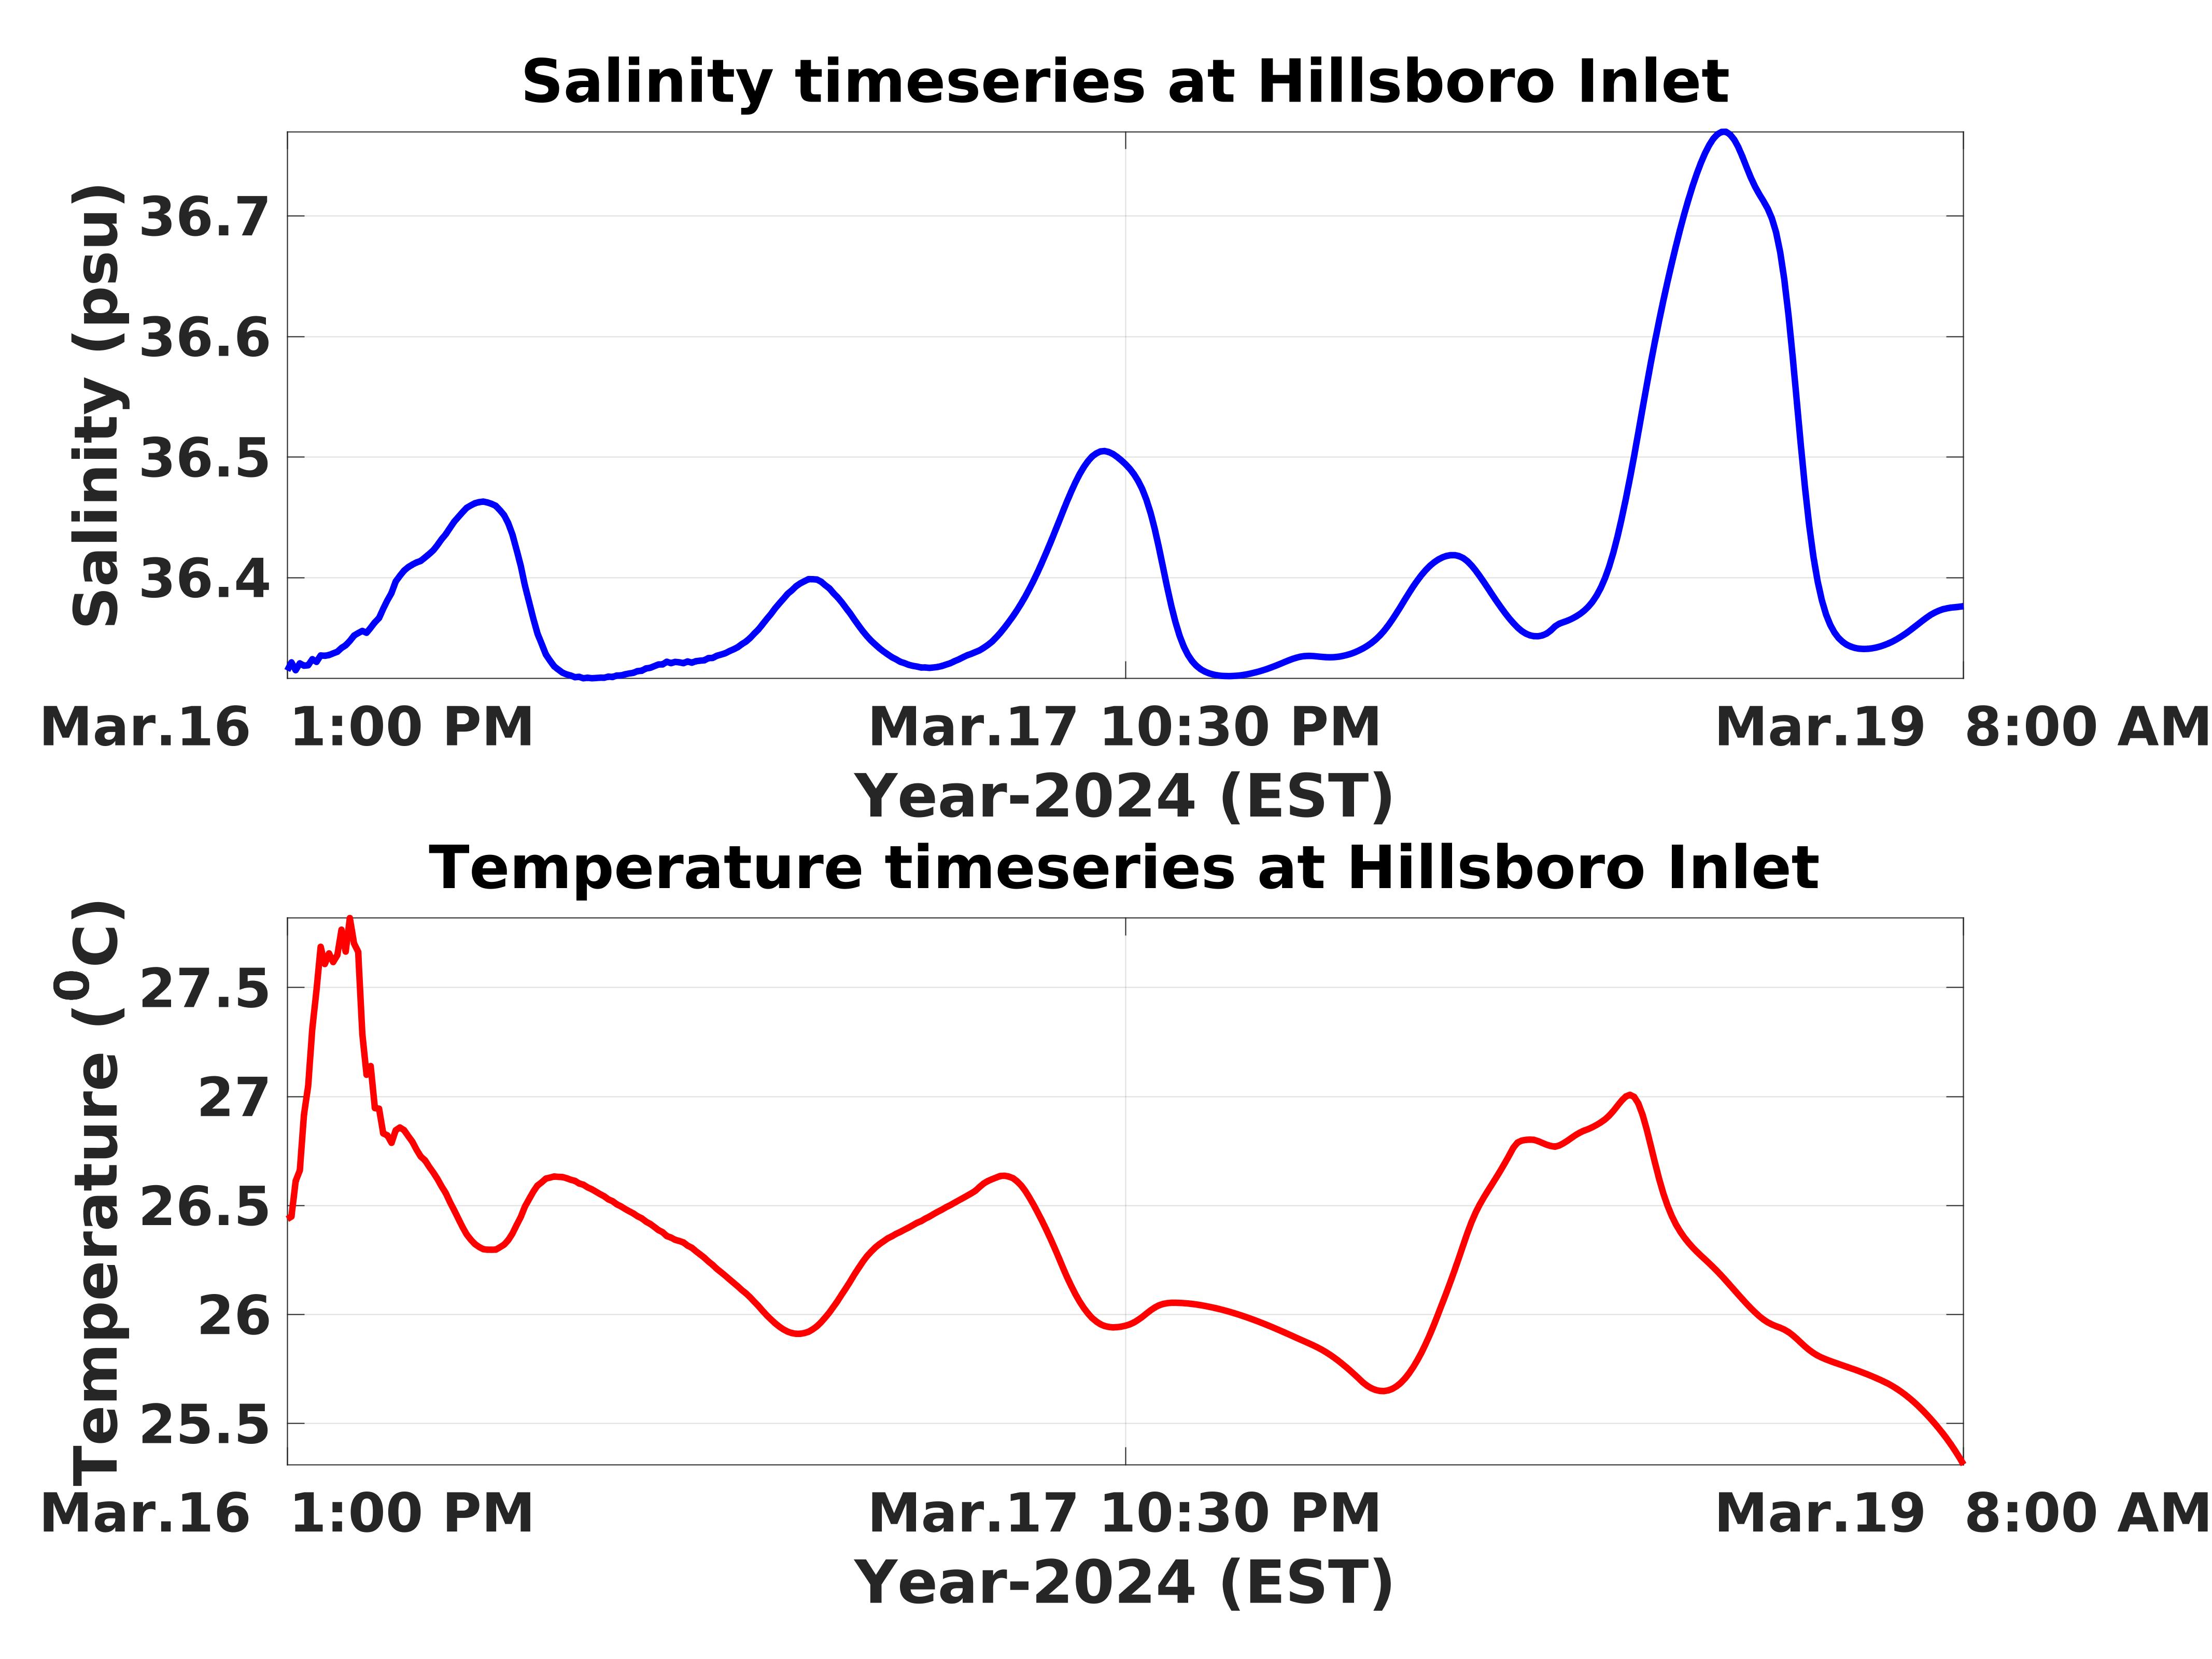 Salinity timeseries at Hillsboro Inlet
Salinity (psu)
36.7
36.6
36.5
36.4
Mar.16 1:00 PM Mar.17 10:30 PM Mar.19 8:00 AM
Year-2024 (EST)
Temperature timeseries at Hillsboro Inlet
Temperature (⁰C)
27.5
27
26.5
26
25.5
Mar.16 1:00 PM Mar.17 10:30 PM Mar.19 8:00 AM
Year-2024 (EST)